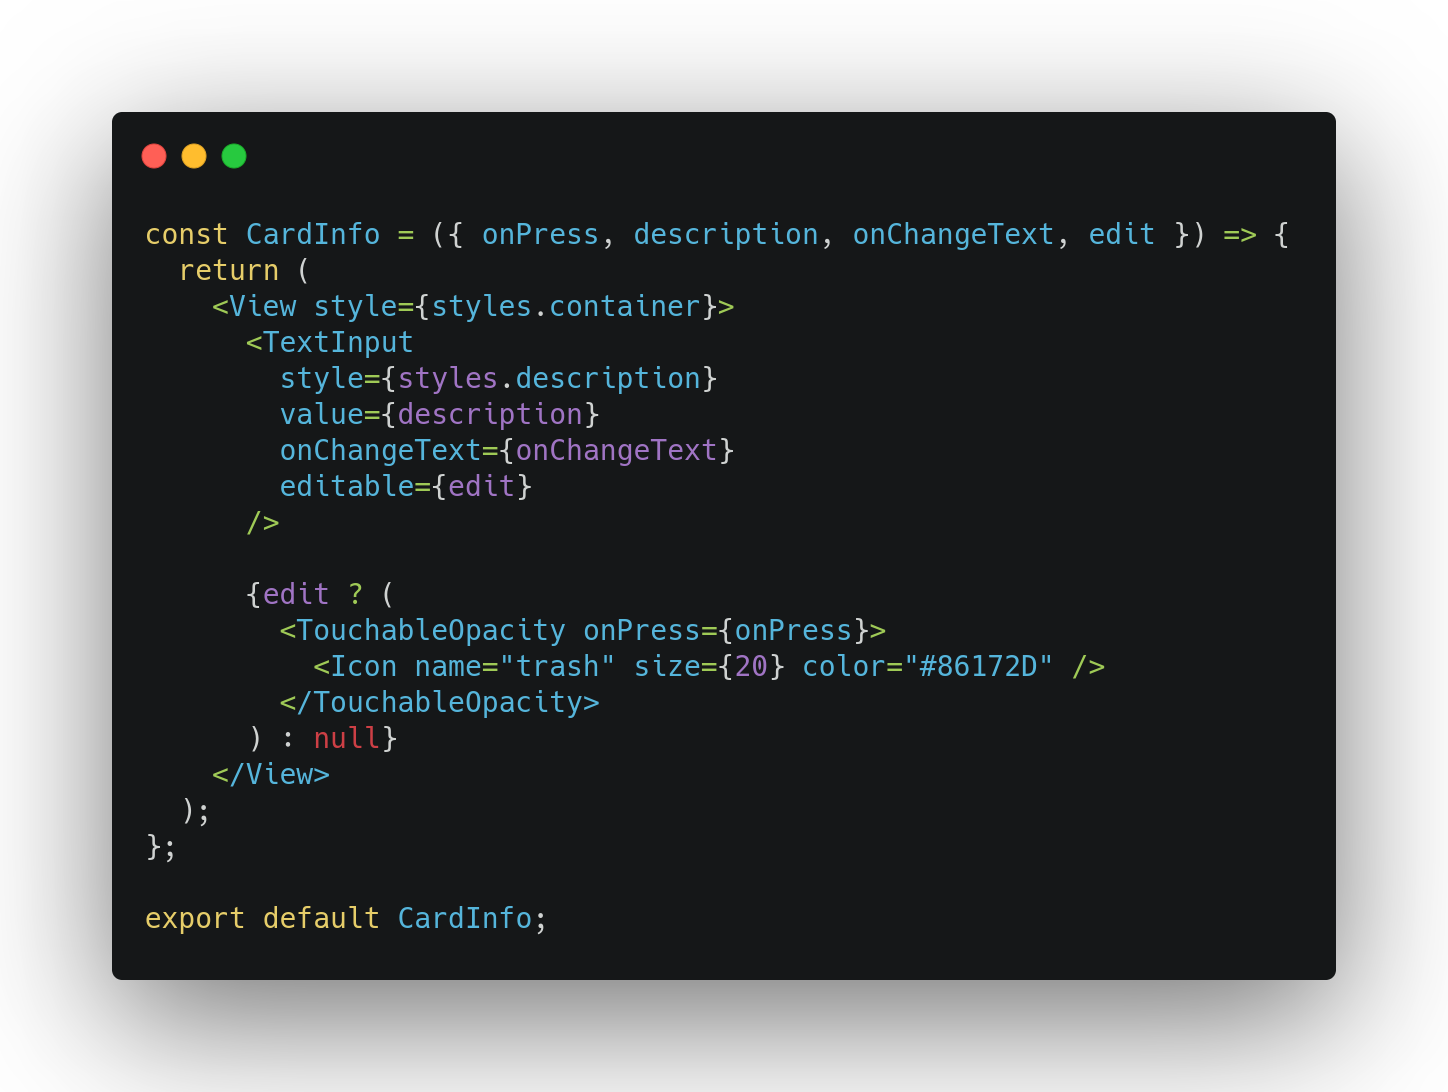 const CardInfo = ({ onPress, description, onChangeText, edit }) => {
  return (
    <View style={styles.container}>
      <TextInput
        style={styles.description}
        value={description}
        onChangeText={onChangeText}
        editable={edit}
      />

      {edit ? (
        <TouchableOpacity onPress={onPress}>
          <Icon name="trash" size={20} color="#86172D" />
        </TouchableOpacity>
      ) : null}
    </View>
  );
};

export default CardInfo;